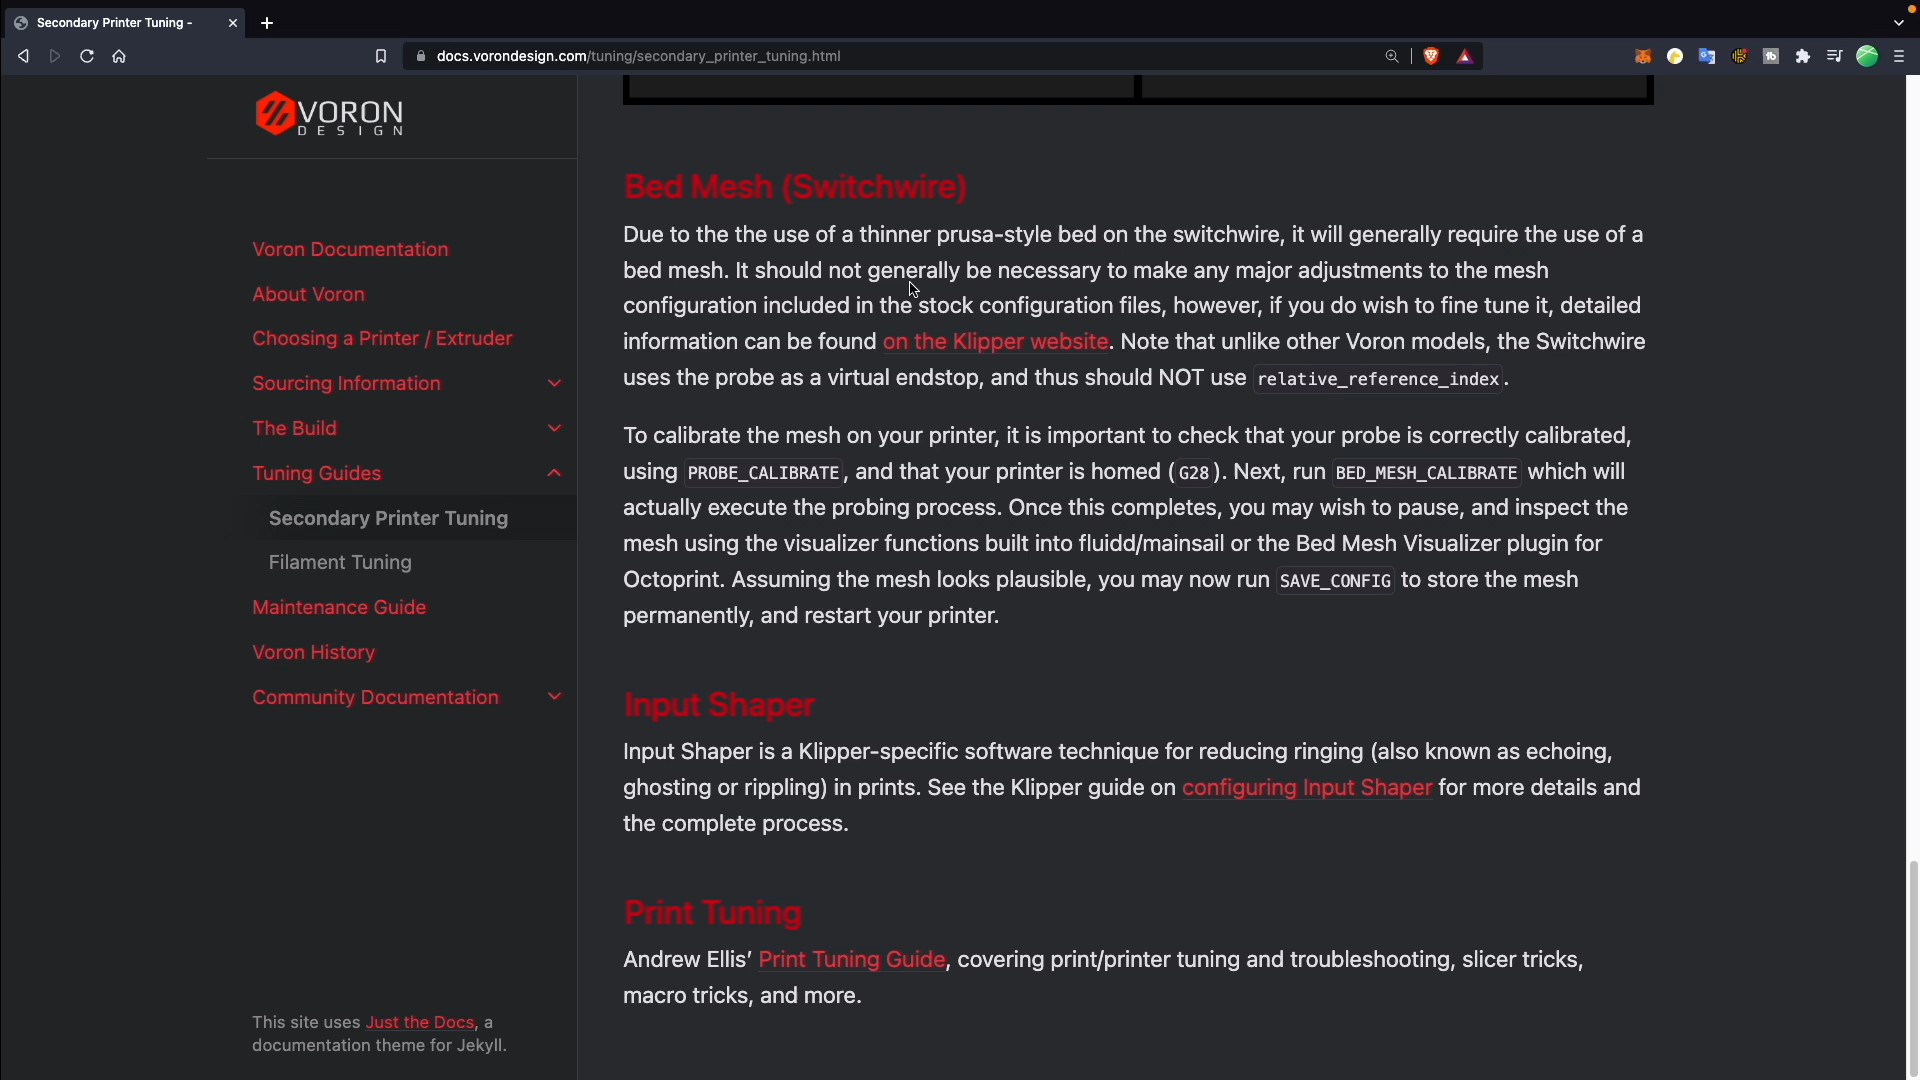 Secondary Printer Tuning -
docs.vorondesign.com/tuning/secondary_printer_tuning.html
VORON
DESIGN
Voron Documentation
About Voron
Choosing a Printer / Extruder
Sourcing Information
The Build
Tuning Guides
Secondary Printer Tuning
Filament Tuning
Maintenance Guide
Voron History
Community Documentation
This site uses Just the Docs, a
documentation theme for Jekyll.
Bed Mesh (Switchwire)
Due to the the use of a thinner prusa-style bed on the switchwire, it will generally require the use of a
bed mesh. It should not generally be necessary to make any major adjustments to the mesh
configuration included in the stock configuration files, however, if you do wish to fine tune it, detailed
information can be found on the Klipper website. Note that unlike other Voron models, the Switchwire
uses the probe as a virtual endstop, and thus should NOT use relative_reference_index.
To calibrate the mesh on your printer, it is important to check that your probe is correctly calibrated,
using PROBE_CALIBRATE, and that your printer is homed (G28). Next, run BED_MESH_CALIBRATE which will
actually execute the probing process. Once this completes, you may wish to pause, and inspect the
mesh using the visualizer functions built into fluidd/mainsail or the Bed Mesh Visualizer plugin for
Octoprint. Assuming the mesh looks plausible, you may now run SAVE_CONFIG to store the mesh
permanently, and restart your printer.
Input Shaper
Input Shaper is a Klipper-specific software technique for reducing ringing (also known as echoing,
ghosting or rippling) in prints. See the Klipper guide on configuring Input Shaper for more details and
the complete process.
Print Tuning
Andrew Ellis’ Print Tuning Guide, covering print/printer tuning and troubleshooting, slicer tricks,
macro tricks, and more.